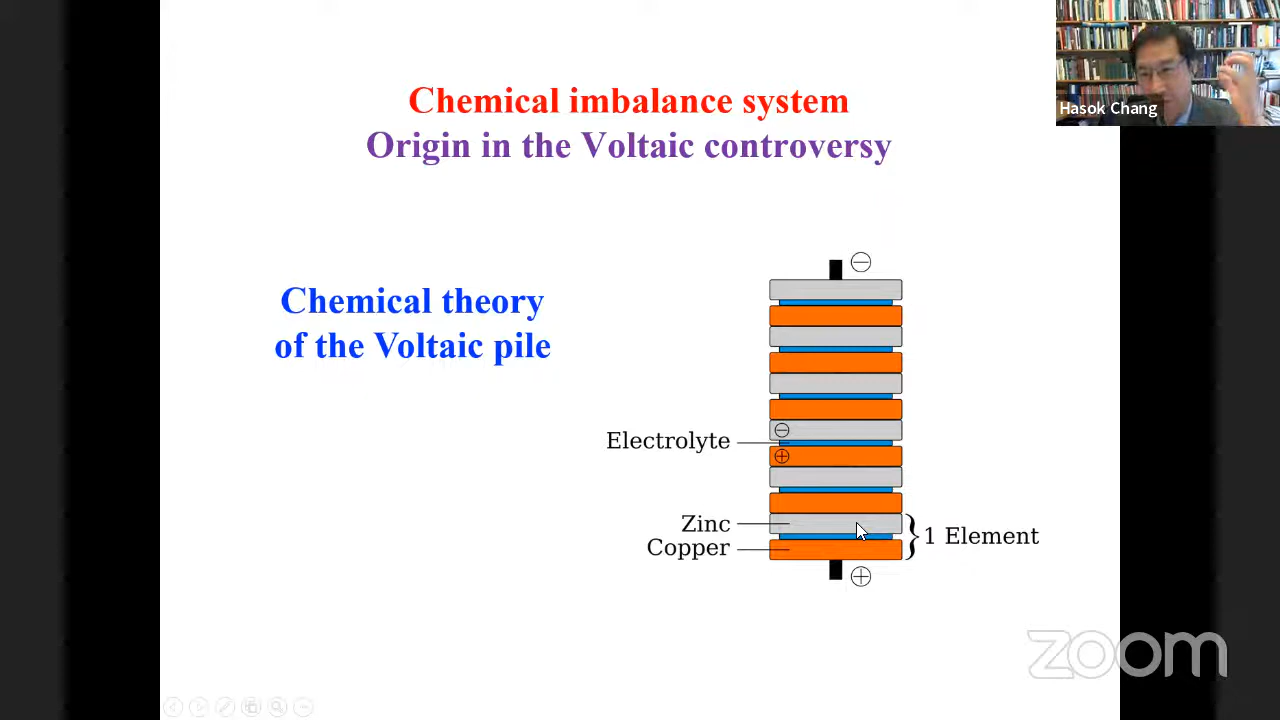 Hasok Chang
Chemical imbalance system
Origin in the Voltaic controversy
Chemical theory
of the Voltaic pile
Electrolyte
Zinc
Copper
1 Element
zoom